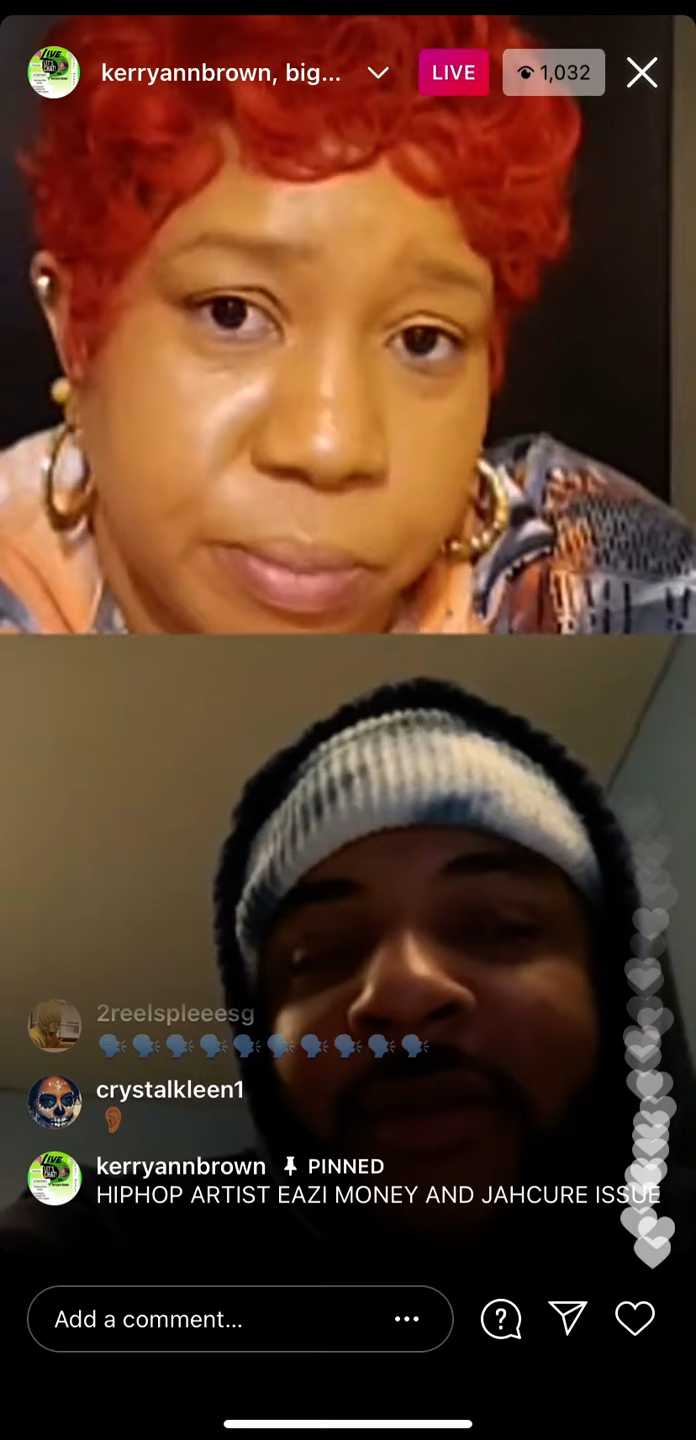 kerryannbrown, big...
LIVE
1,032
2reelspleeesg
crystalkleen1
kerryannbrown PINNED
HIPHOP ARTIST EAZI MONEY AND JAHCURE ISSUE
Add a comment...